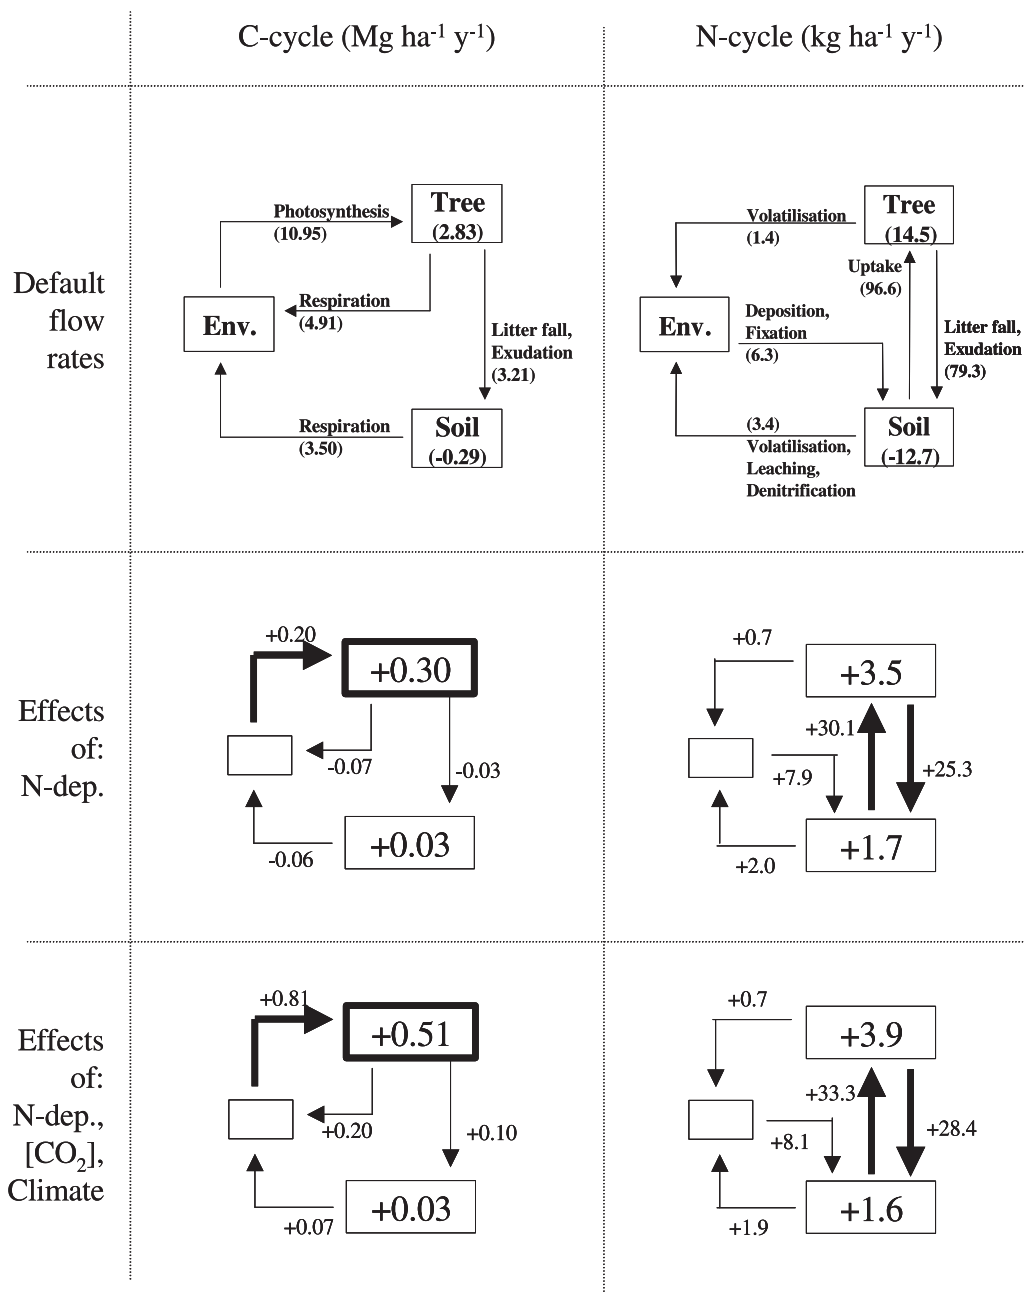 C-cycle (Mg ha⁻¹ y⁻¹)
N-cycle (kg ha⁻¹ y⁻¹)
Default
flow
rates
Photosynthesis
(10.95)
Tree
(2.83)
Respiration
(4.91)
Env.
Litter fall,
Exudation
(3.21)
Respiration
(3.50)
Soil
(-0.29)
Volatilisation
(1.4)
Tree
(14.5)
Uptake
(96.6)
Env.
Deposition,
Fixation
(6.3)
Litter fall,
Exudation
(79.3)
(3.4)
Volatilisation,
Leaching,
Denitrification
Soil
(-12.7)
Effects
of:
N-dep.
+0.20
+0.30
-0.07
-0.03
+0.03
-0.06
+0.7
+3.5
+30.1
+7.9
+25.3
+1.7
+2.0
Effects
of:
N-dep.,
[CO₂],
Climate
+0.81
+0.51
+0.20
+0.10
+0.03
+0.07
+0.7
+3.9
+33.3
+8.1
+28.4
+1.6
+1.9